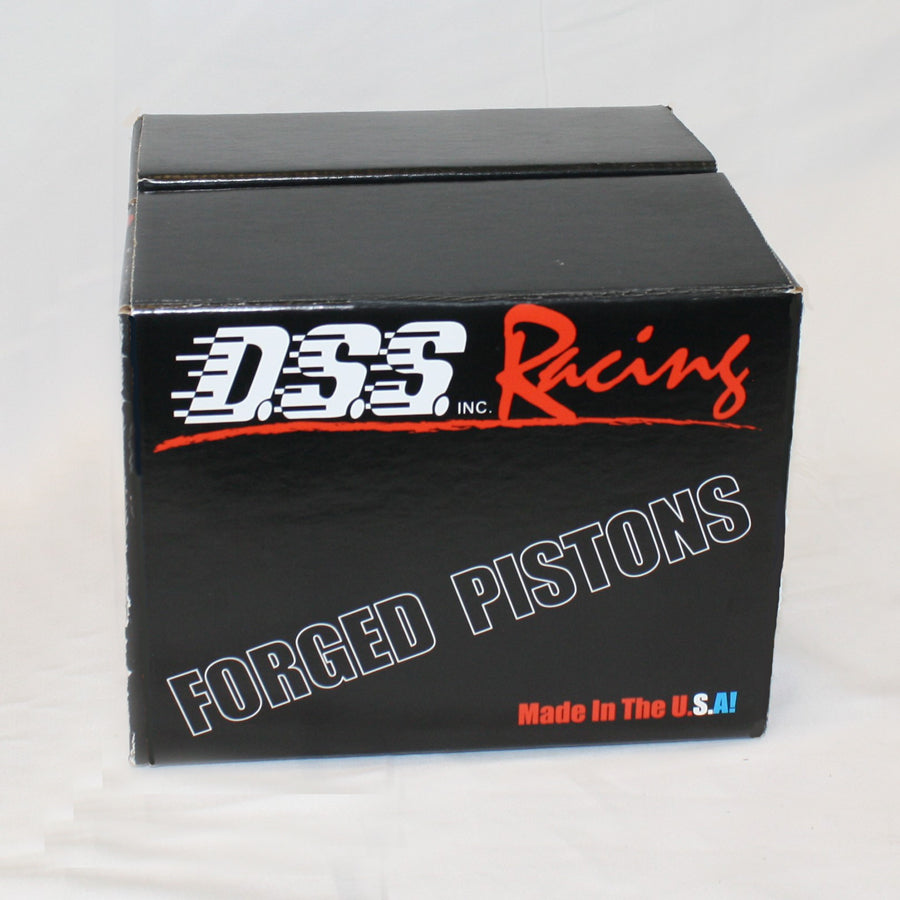 D.S.S. INC. Racing
FORGED PISTONS
Made In The U.S.A!